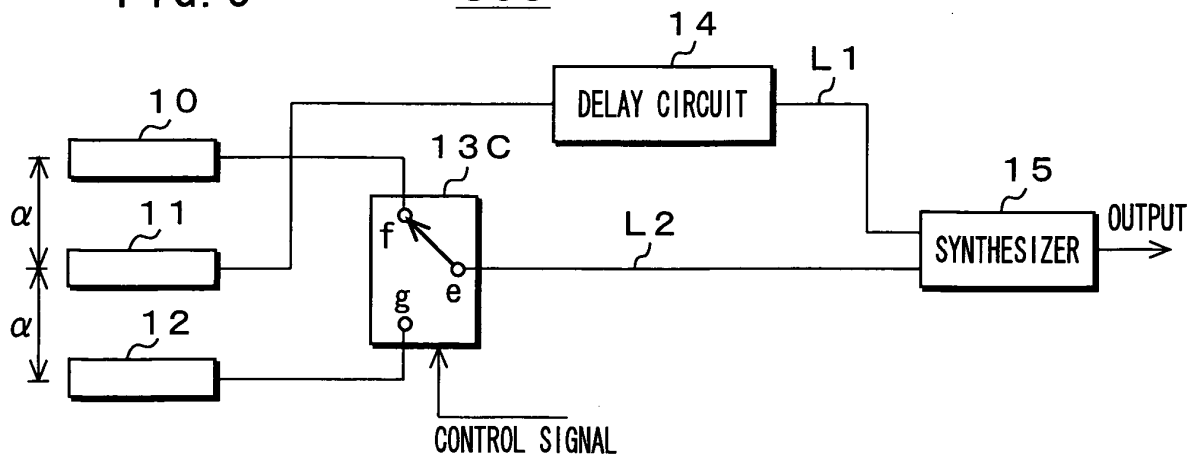 14
L1
DELAY CIRCUIT
10
13C
15
α
11
f
L2
OUTPUT
SYNTHESIZER
e
α
12
g
CONTROL SIGNAL